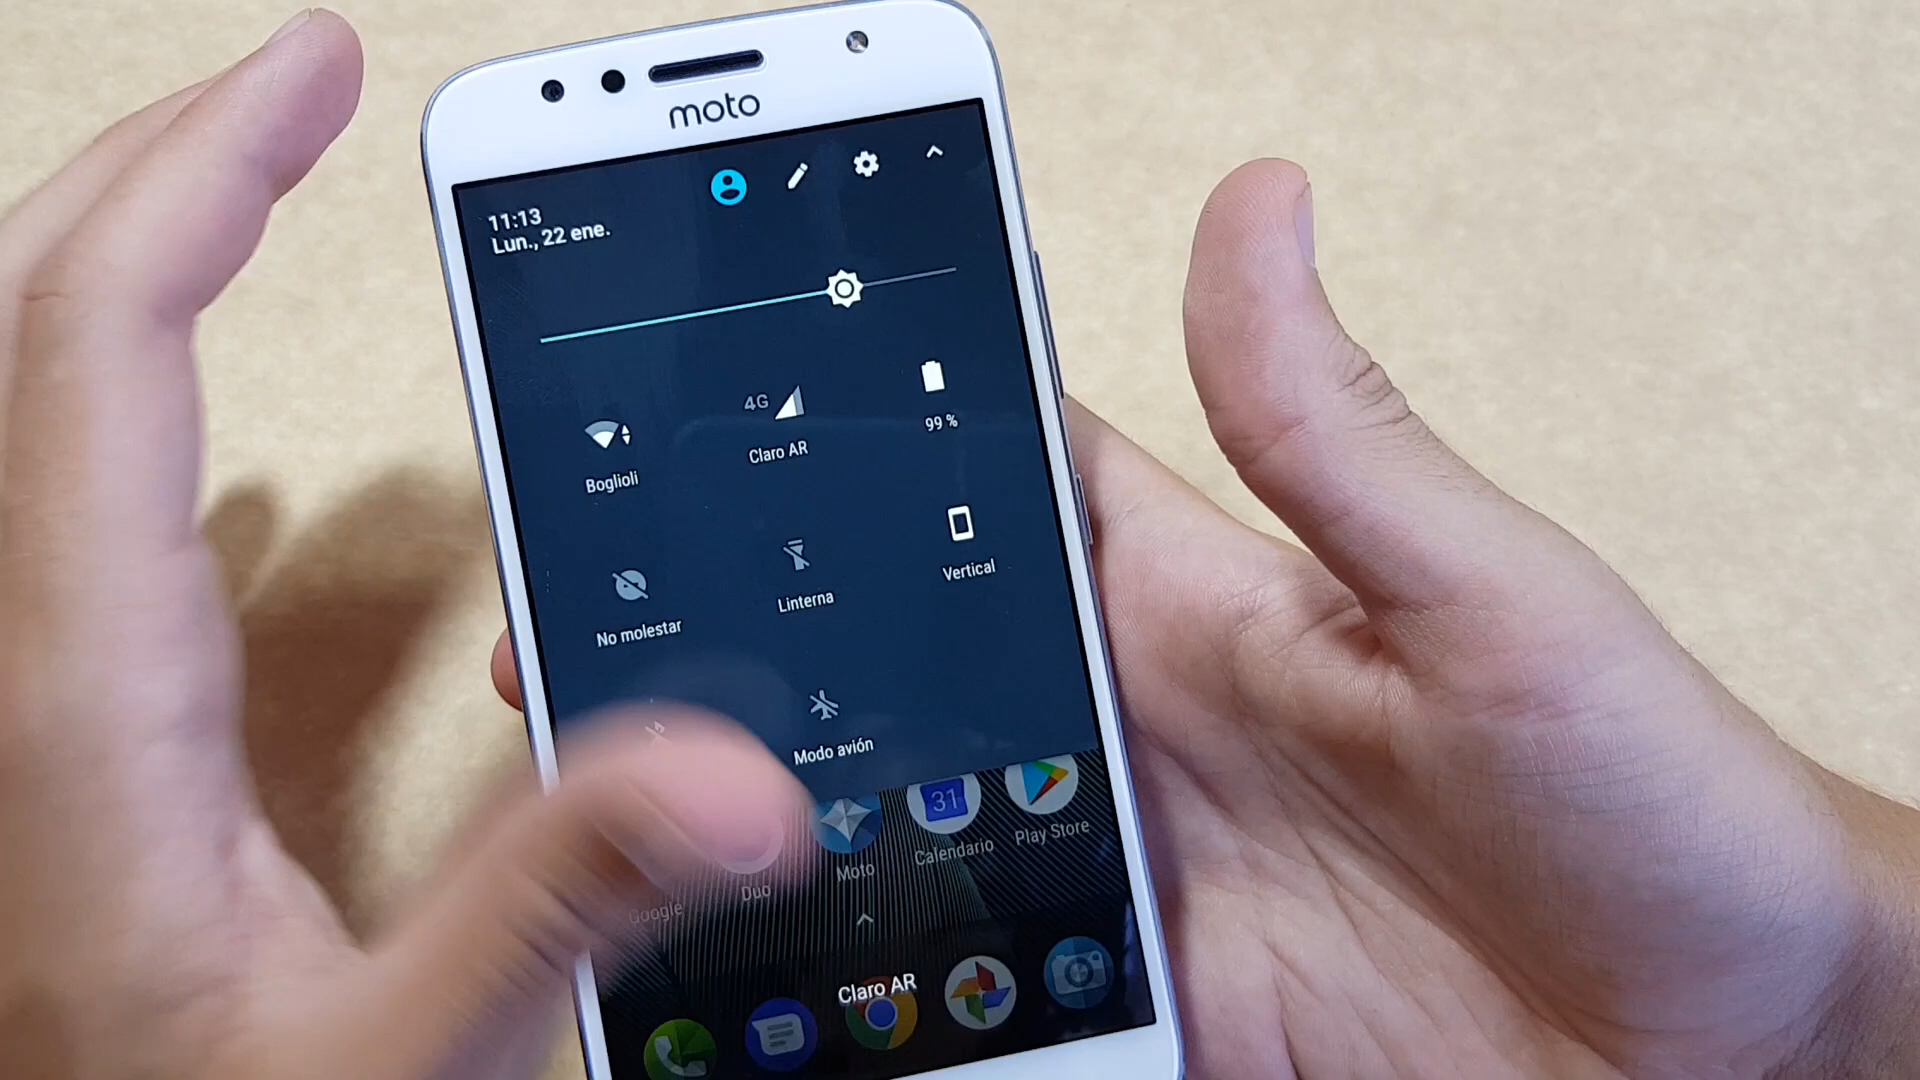 moto
11:13
Lun., 22 ene.
4G
Boglioli
Claro AR
99 %
No molestar
Linterna
Vertical
Modo avión
31
Google
Duo
Moto
Calendario
Play Store
Claro AR